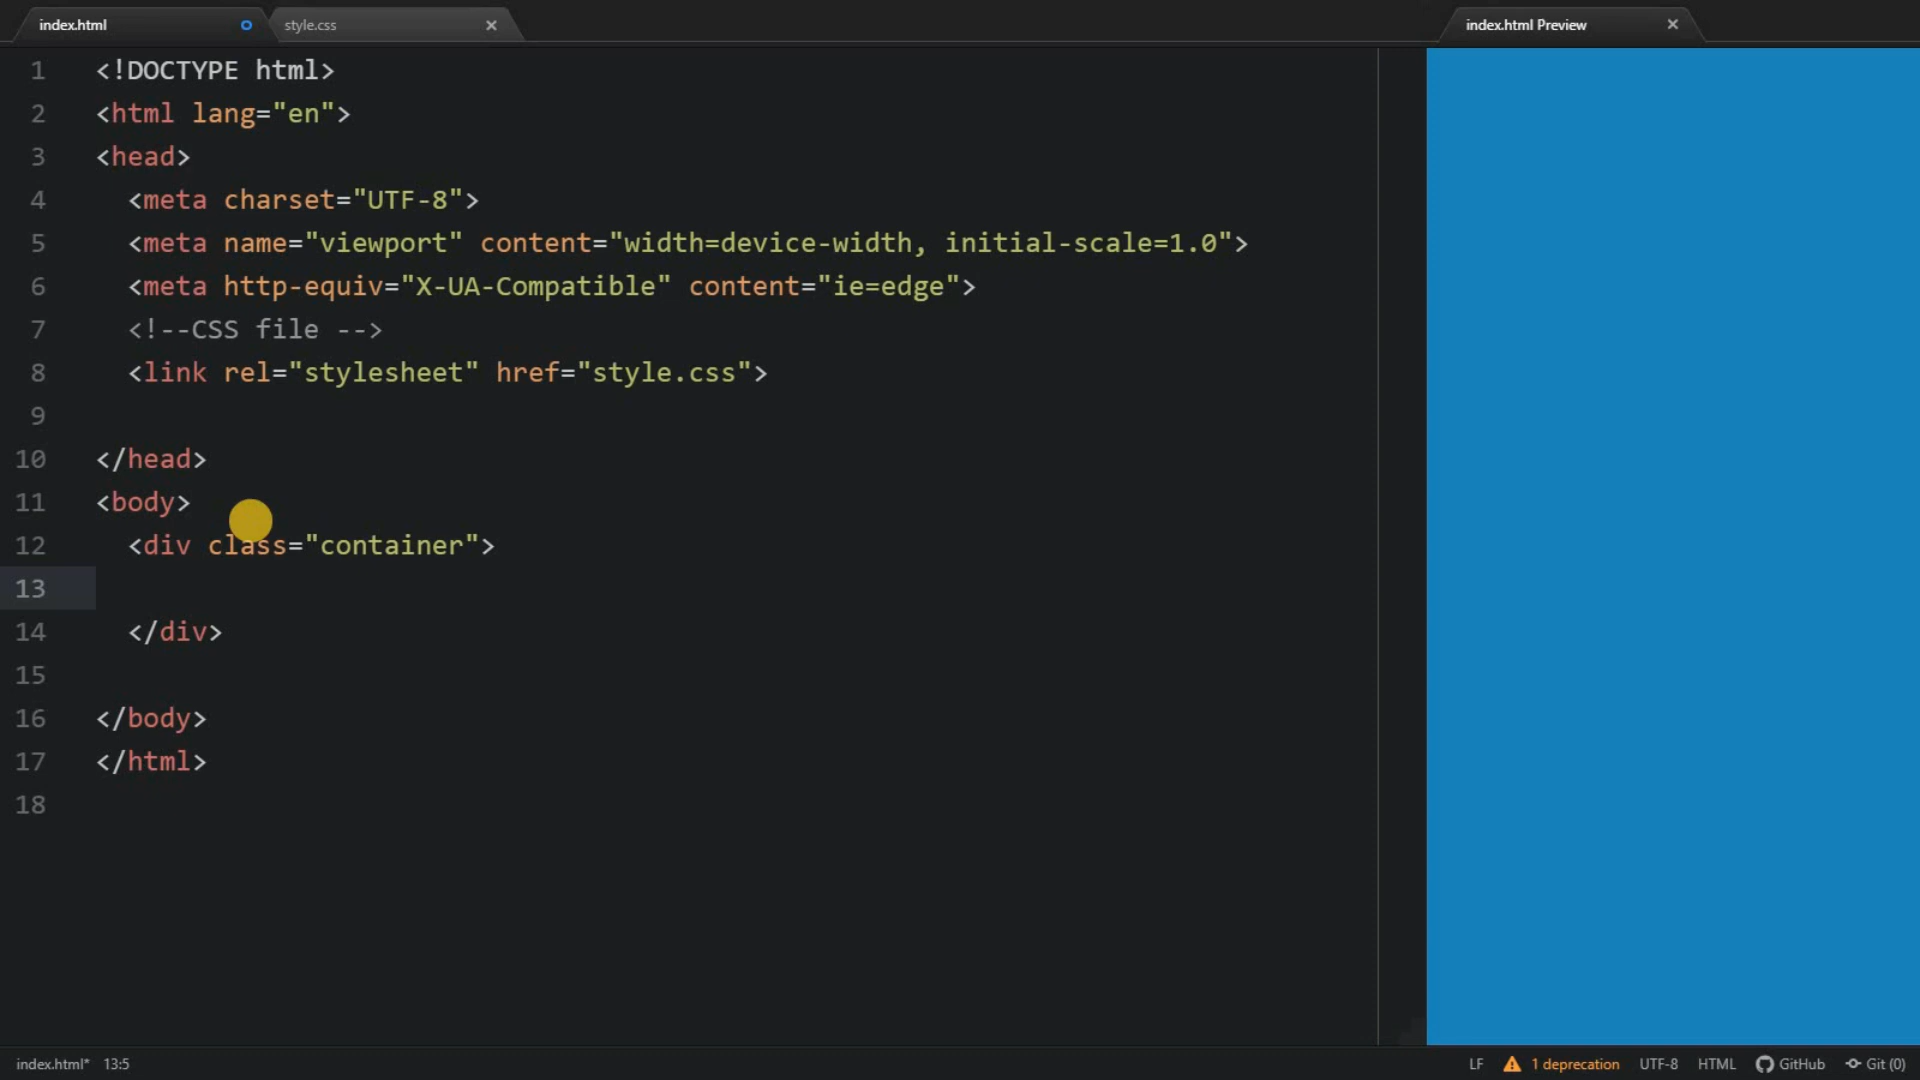 index.html
style.css
index.html Preview
1 <!DOCTYPE html>
2 <html lang="en">
3 <head>
4 <meta charset="UTF-8">
5 <meta name="viewport" content="width=device-width, initial-scale=1.0">
6 <meta http-equiv="X-UA-Compatible" content="ie=edge">
7 <!--CSS file -->
8 <link rel="stylesheet" href="style.css">
9
10 </head>
11 <body>
12 <div class="container">
13
14 </div>
15
16 </body>
17 </html>
18
index.html* 13:5 LF 1 deprecation UTF-8 HTML GitHub Git (0)